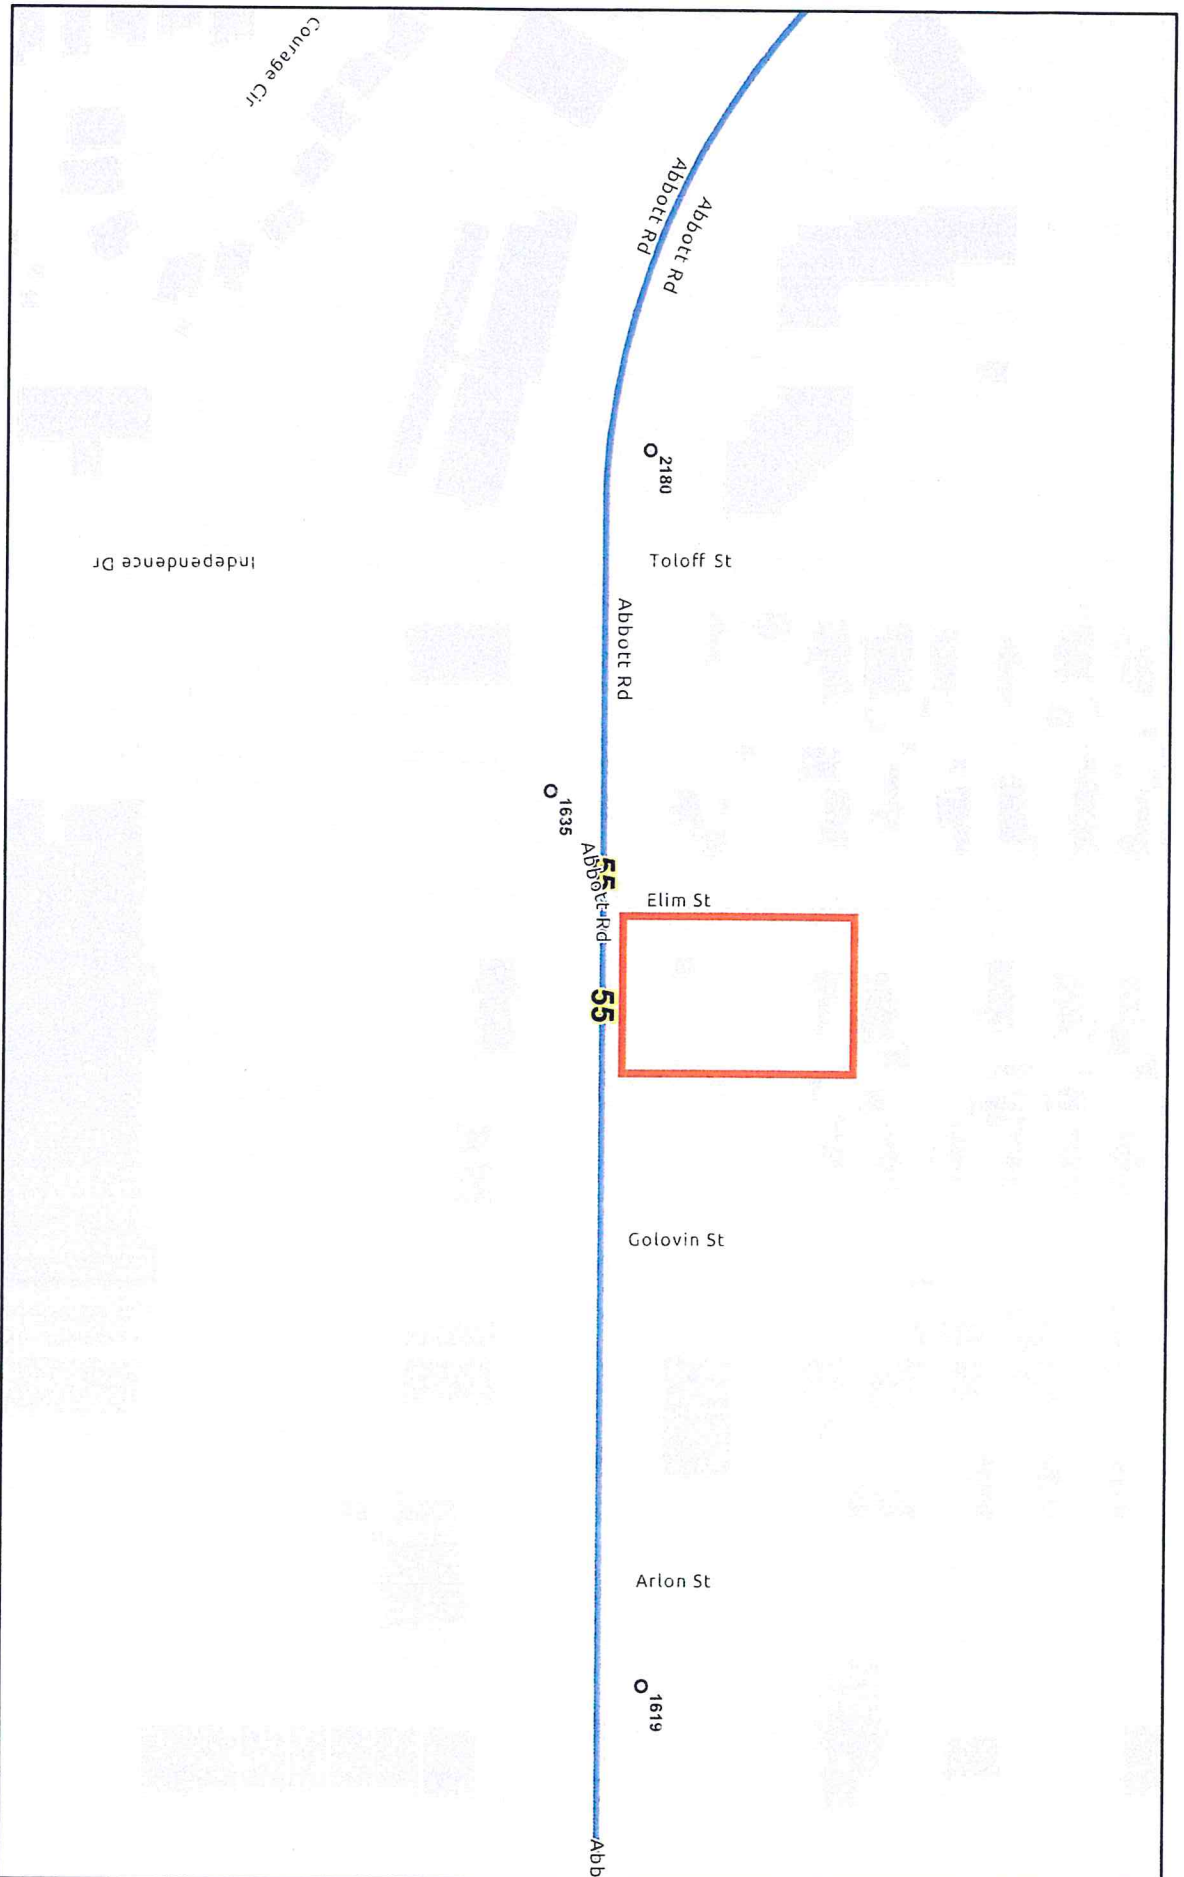 Courage Cir
Abbott Rd
Abbott Rd
2180
Independence Dr
Toloff St
Abbott Rd
1635
55
Abbott Rd
Elim St
55
Golovin St
Arlon St
1619
Abb